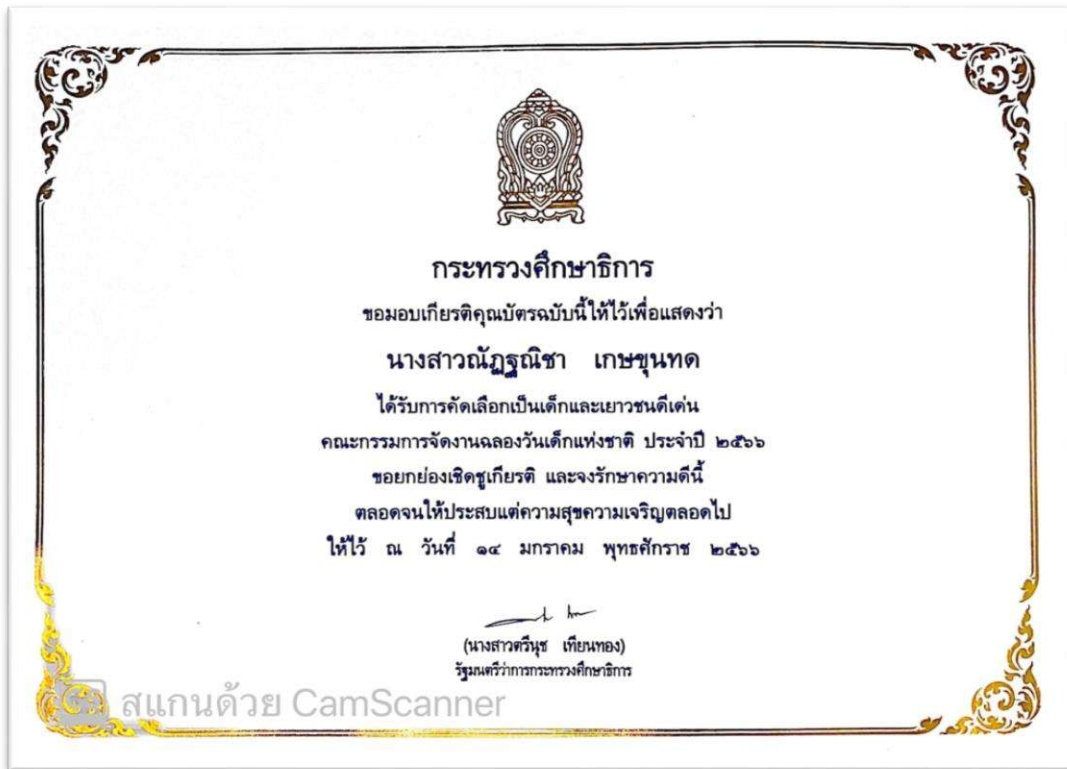 กระทรวงศึกษาธิการ
ขอมอบเกียรติคุณบัตรฉบับนี้ให้ไว้เพื่อแสดงว่า
นางสาวณัฏฐณิชา เกษขุนทด
ได้รับการคัดเลือกเป็นเด็กและเยาวชนดีเด่น
คณะกรรมการจัดงานฉลองวันเด็กแห่งชาติ ประจำปี ๒๕๖๖
ขอยกย่องเชิดชูเกียรติ และจงรักษาความดีนี้
ตลอดจนให้ประสบแต่ความสุขความเจริญตลอดไป
ให้ไว้ ณ วันที่ ๑๔ มกราคม พุทธศักราช ๒๕๖๖
(นางสาวตรีนุช เทียนทอง)
รัฐมนตรีว่าการกระทรวงศึกษาธิการ
CS สแกนด้วย CamScanner